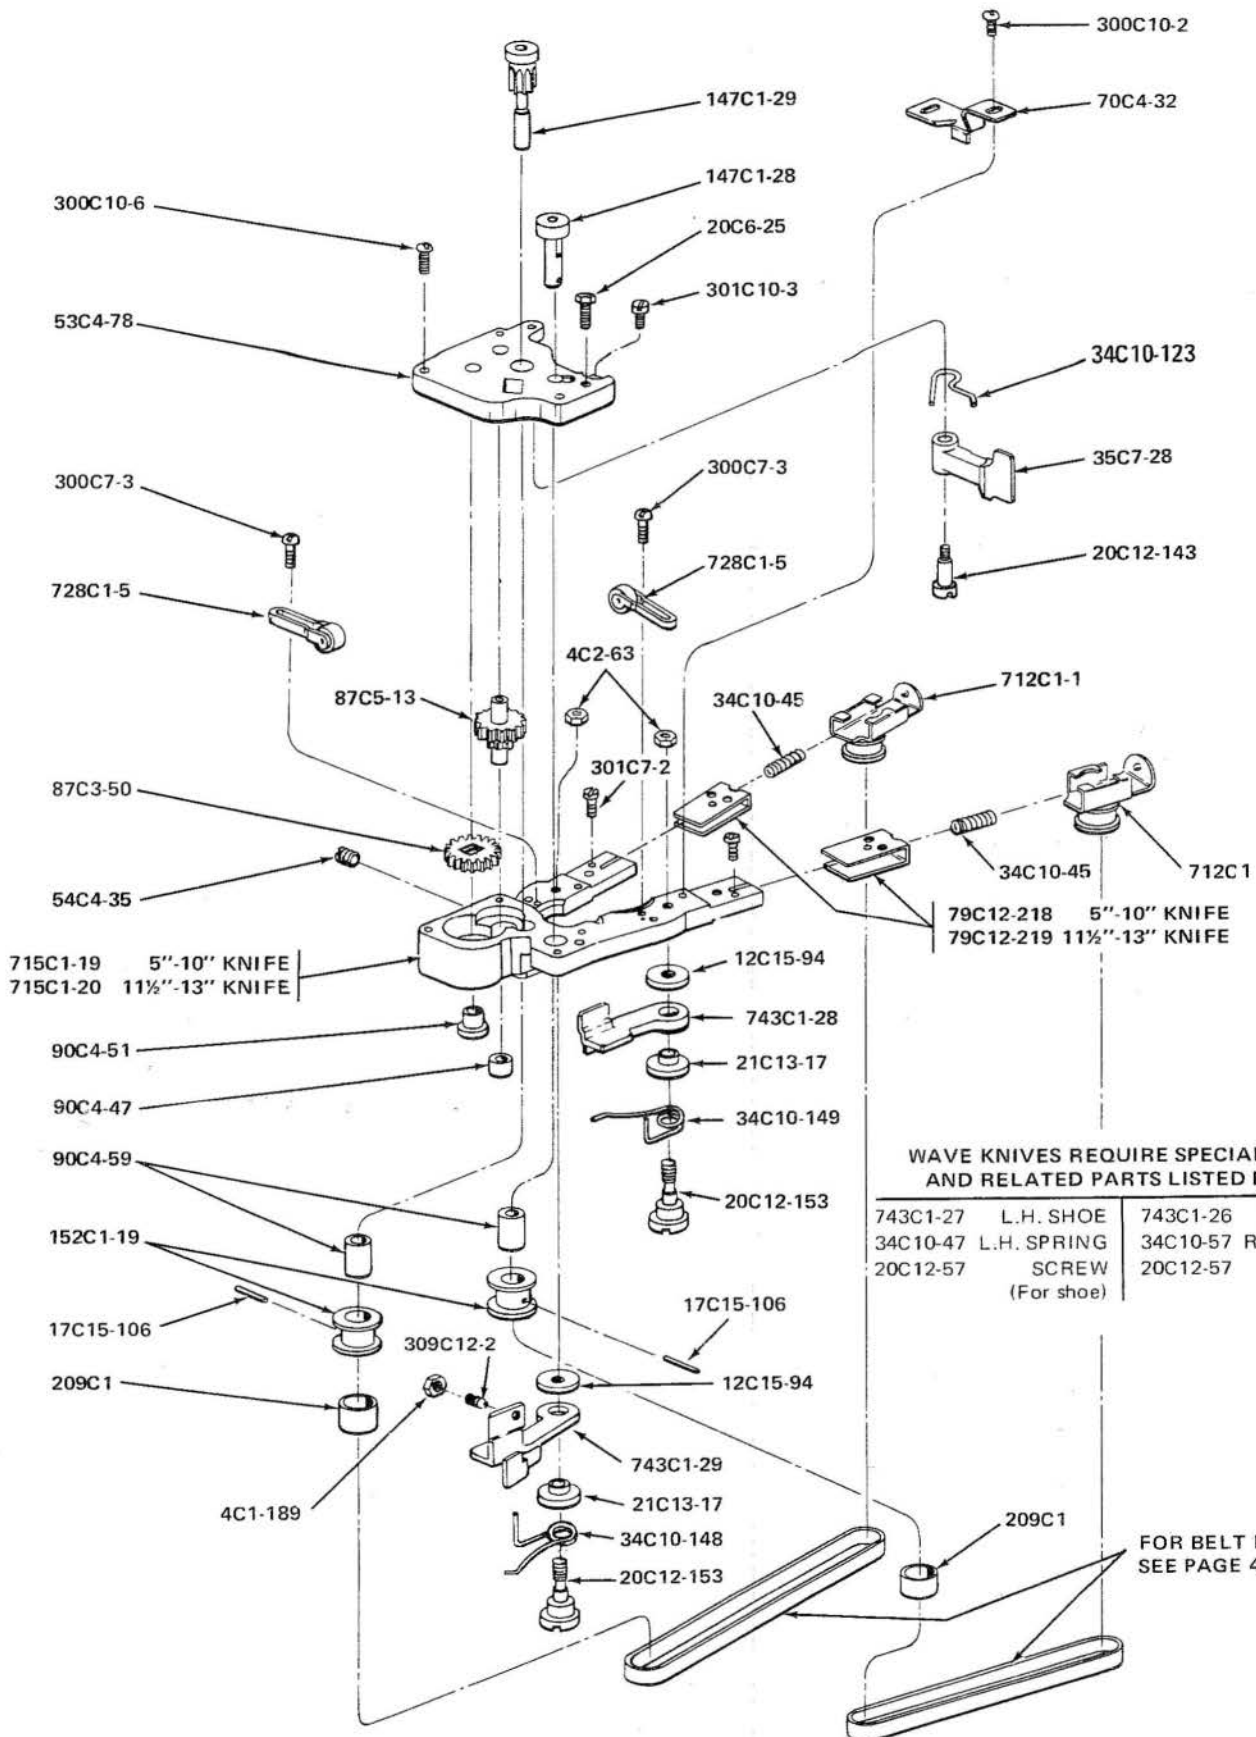 300C10-2
147C1-29
70C4-32
147C1-28
300C10-6
20C6-25
301C10-3
53C4-78
34C10-123
300C7-3
300C7-3
35C7-28
728C1-5
728C1-5
20C12-143
4C2-63
87C5-13
34C10-45
712C1-1
87C3-50
301C7-2
54C4-35
34C10-45
712C1
79C12-218 5"-10" KNIFE
79C12-219 11½"-13" KNIFE
715C1-19 5"-10" KNIFE
715C1-20 11½"-13" KNIFE
12C15-94
743C1-28
90C4-51
21C13-17
90C4-47
34C10-149
90C4-59
WAVE KNIVES REQUIRE SPECIAL
AND RELATED PARTS LISTED
20C12-153
743C1-27 L.H. SHOE 743C1-26
34C10-47 L.H. SPRING 34C10-57 R
20C12-57 SCREW 20C12-57
(For shoe)
152C1-19
17C15-106
17C15-106
309C12-2
209C1
12C15-94
743C1-29
4C1-189
21C13-17
209C1
34C10-148
FOR BELT
SEE PAGE 4
20C12-153